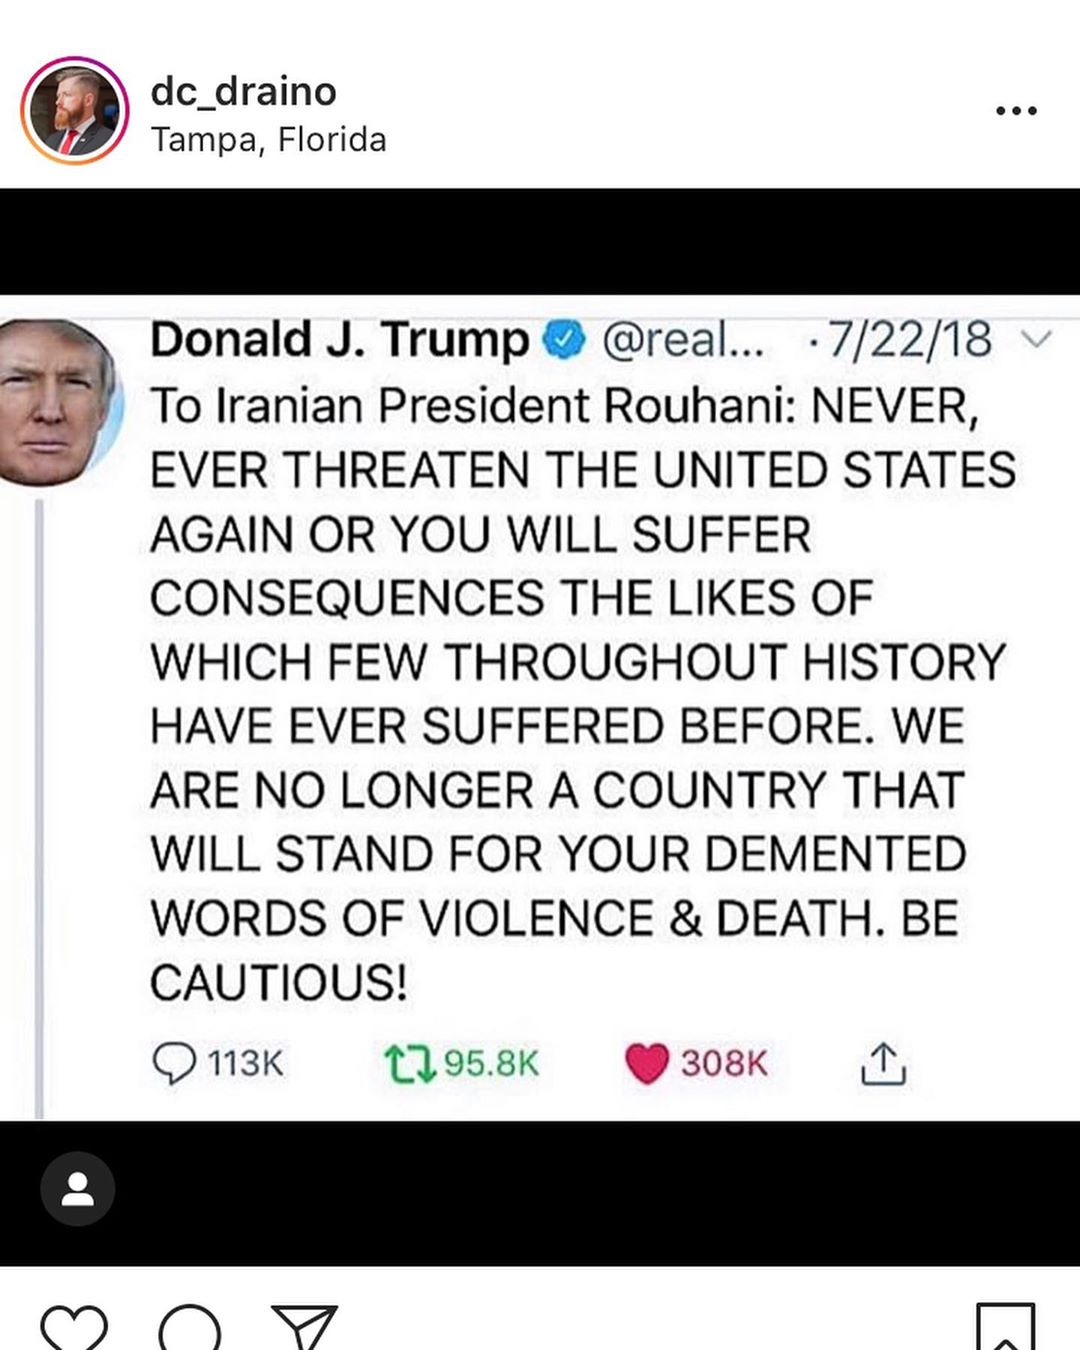 dc_draino
Tampa, Florida
Donald J. Trump @real... · 7/22/18
To Iranian President Rouhani: NEVER,
EVER THREATEN THE UNITED STATES
AGAIN OR YOU WILL SUFFER
CONSEQUENCES THE LIKES OF
WHICH FEW THROUGHOUT HISTORY
HAVE EVER SUFFERED BEFORE. WE
ARE NO LONGER A COUNTRY THAT
WILL STAND FOR YOUR DEMENTED
WORDS OF VIOLENCE & DEATH. BE
CAUTIOUS!
113K 95.8K 308K